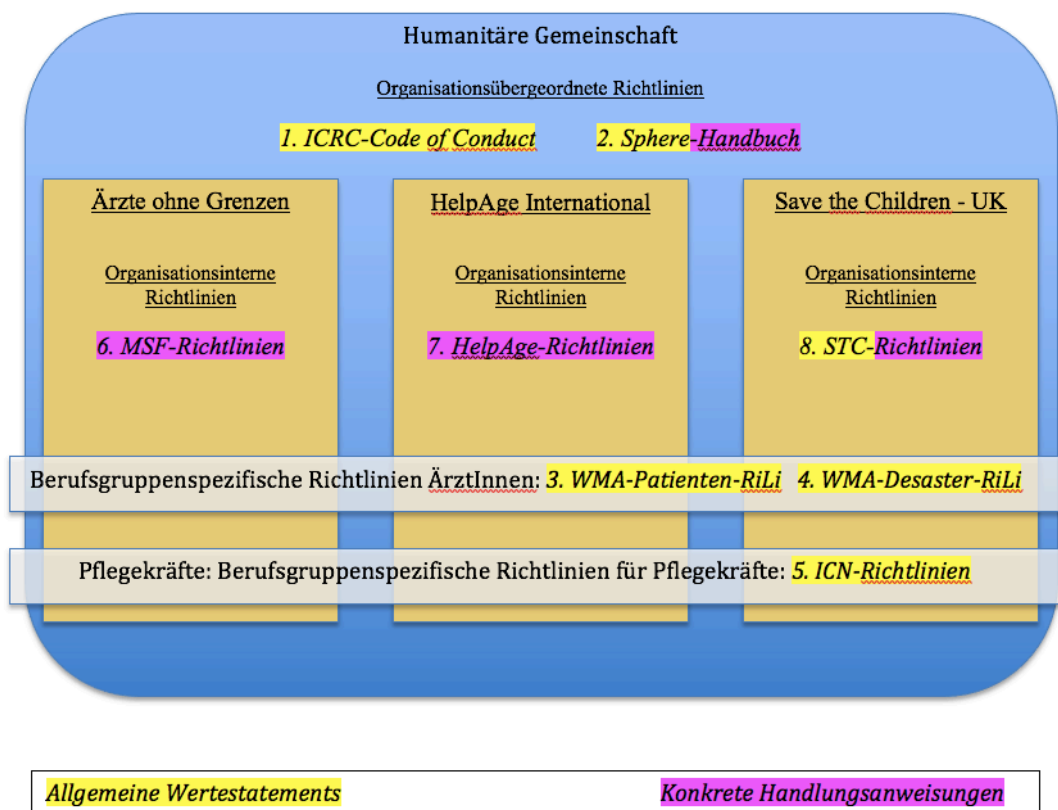 Humanitäre Gemeinschaft
Organisationsübergeordnete Richtlinien
1. ICRC-Code of Conduct 2. Sphere-Handbuch
Ärzte ohne Grenzen
Organisationsinterne
Richtlinien
6. MSF-Richtlinien
HelpAge International
Organisationsinterne
Richtlinien
7. HelpAge-Richtlinien
Save the Children - UK
Organisationsinterne
Richtlinien
8. STC-Richtlinien
Berufsgruppenspezifische Richtlinien ÄrztInnen: 3. WMA-Patienten-RiLi 4. WMA-Desaster-RiLi
Pflegekräfte: Berufsgruppenspezifische Richtlinien für Pflegekräfte: 5. ICN-Richtlinien
Allgemeine Wertestatements Konkrete Handlungsanweisungen